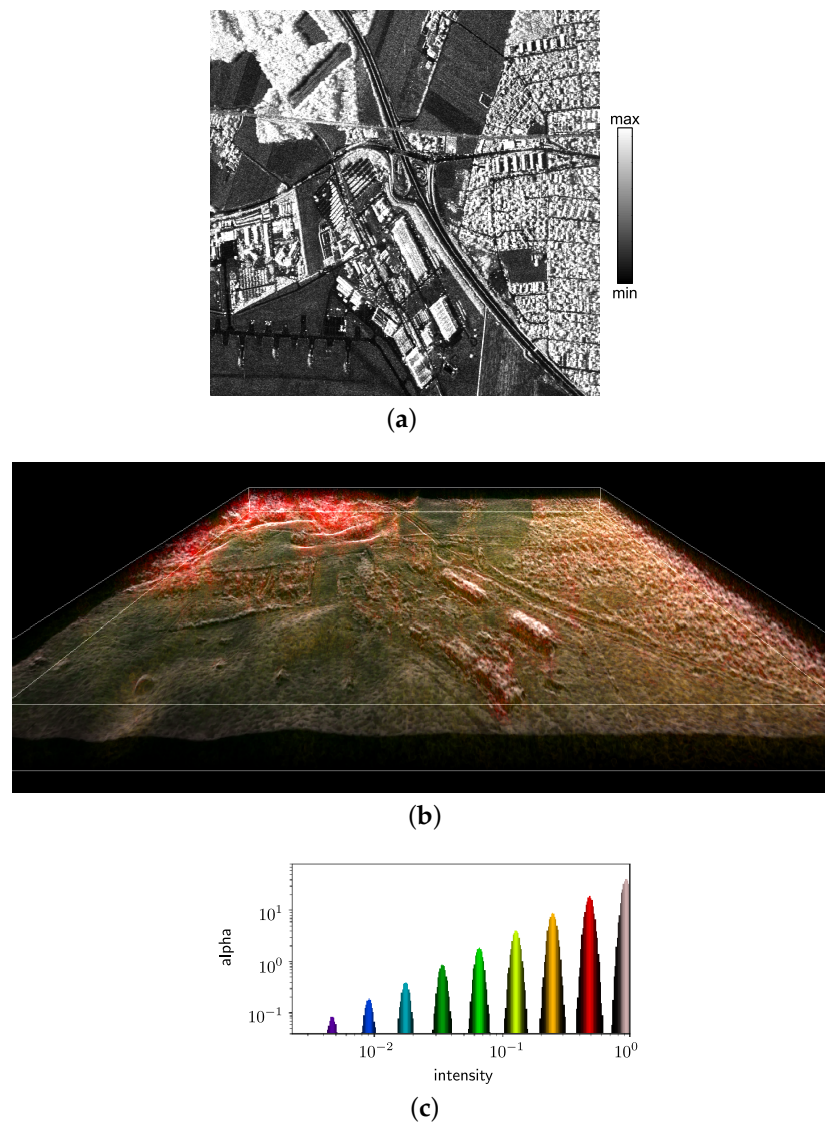 max
min
(a)
(b)
10^1
10^0
10^{-1}
alpha
10^{-2}
10^{-1}
10^0
intensity
(c)